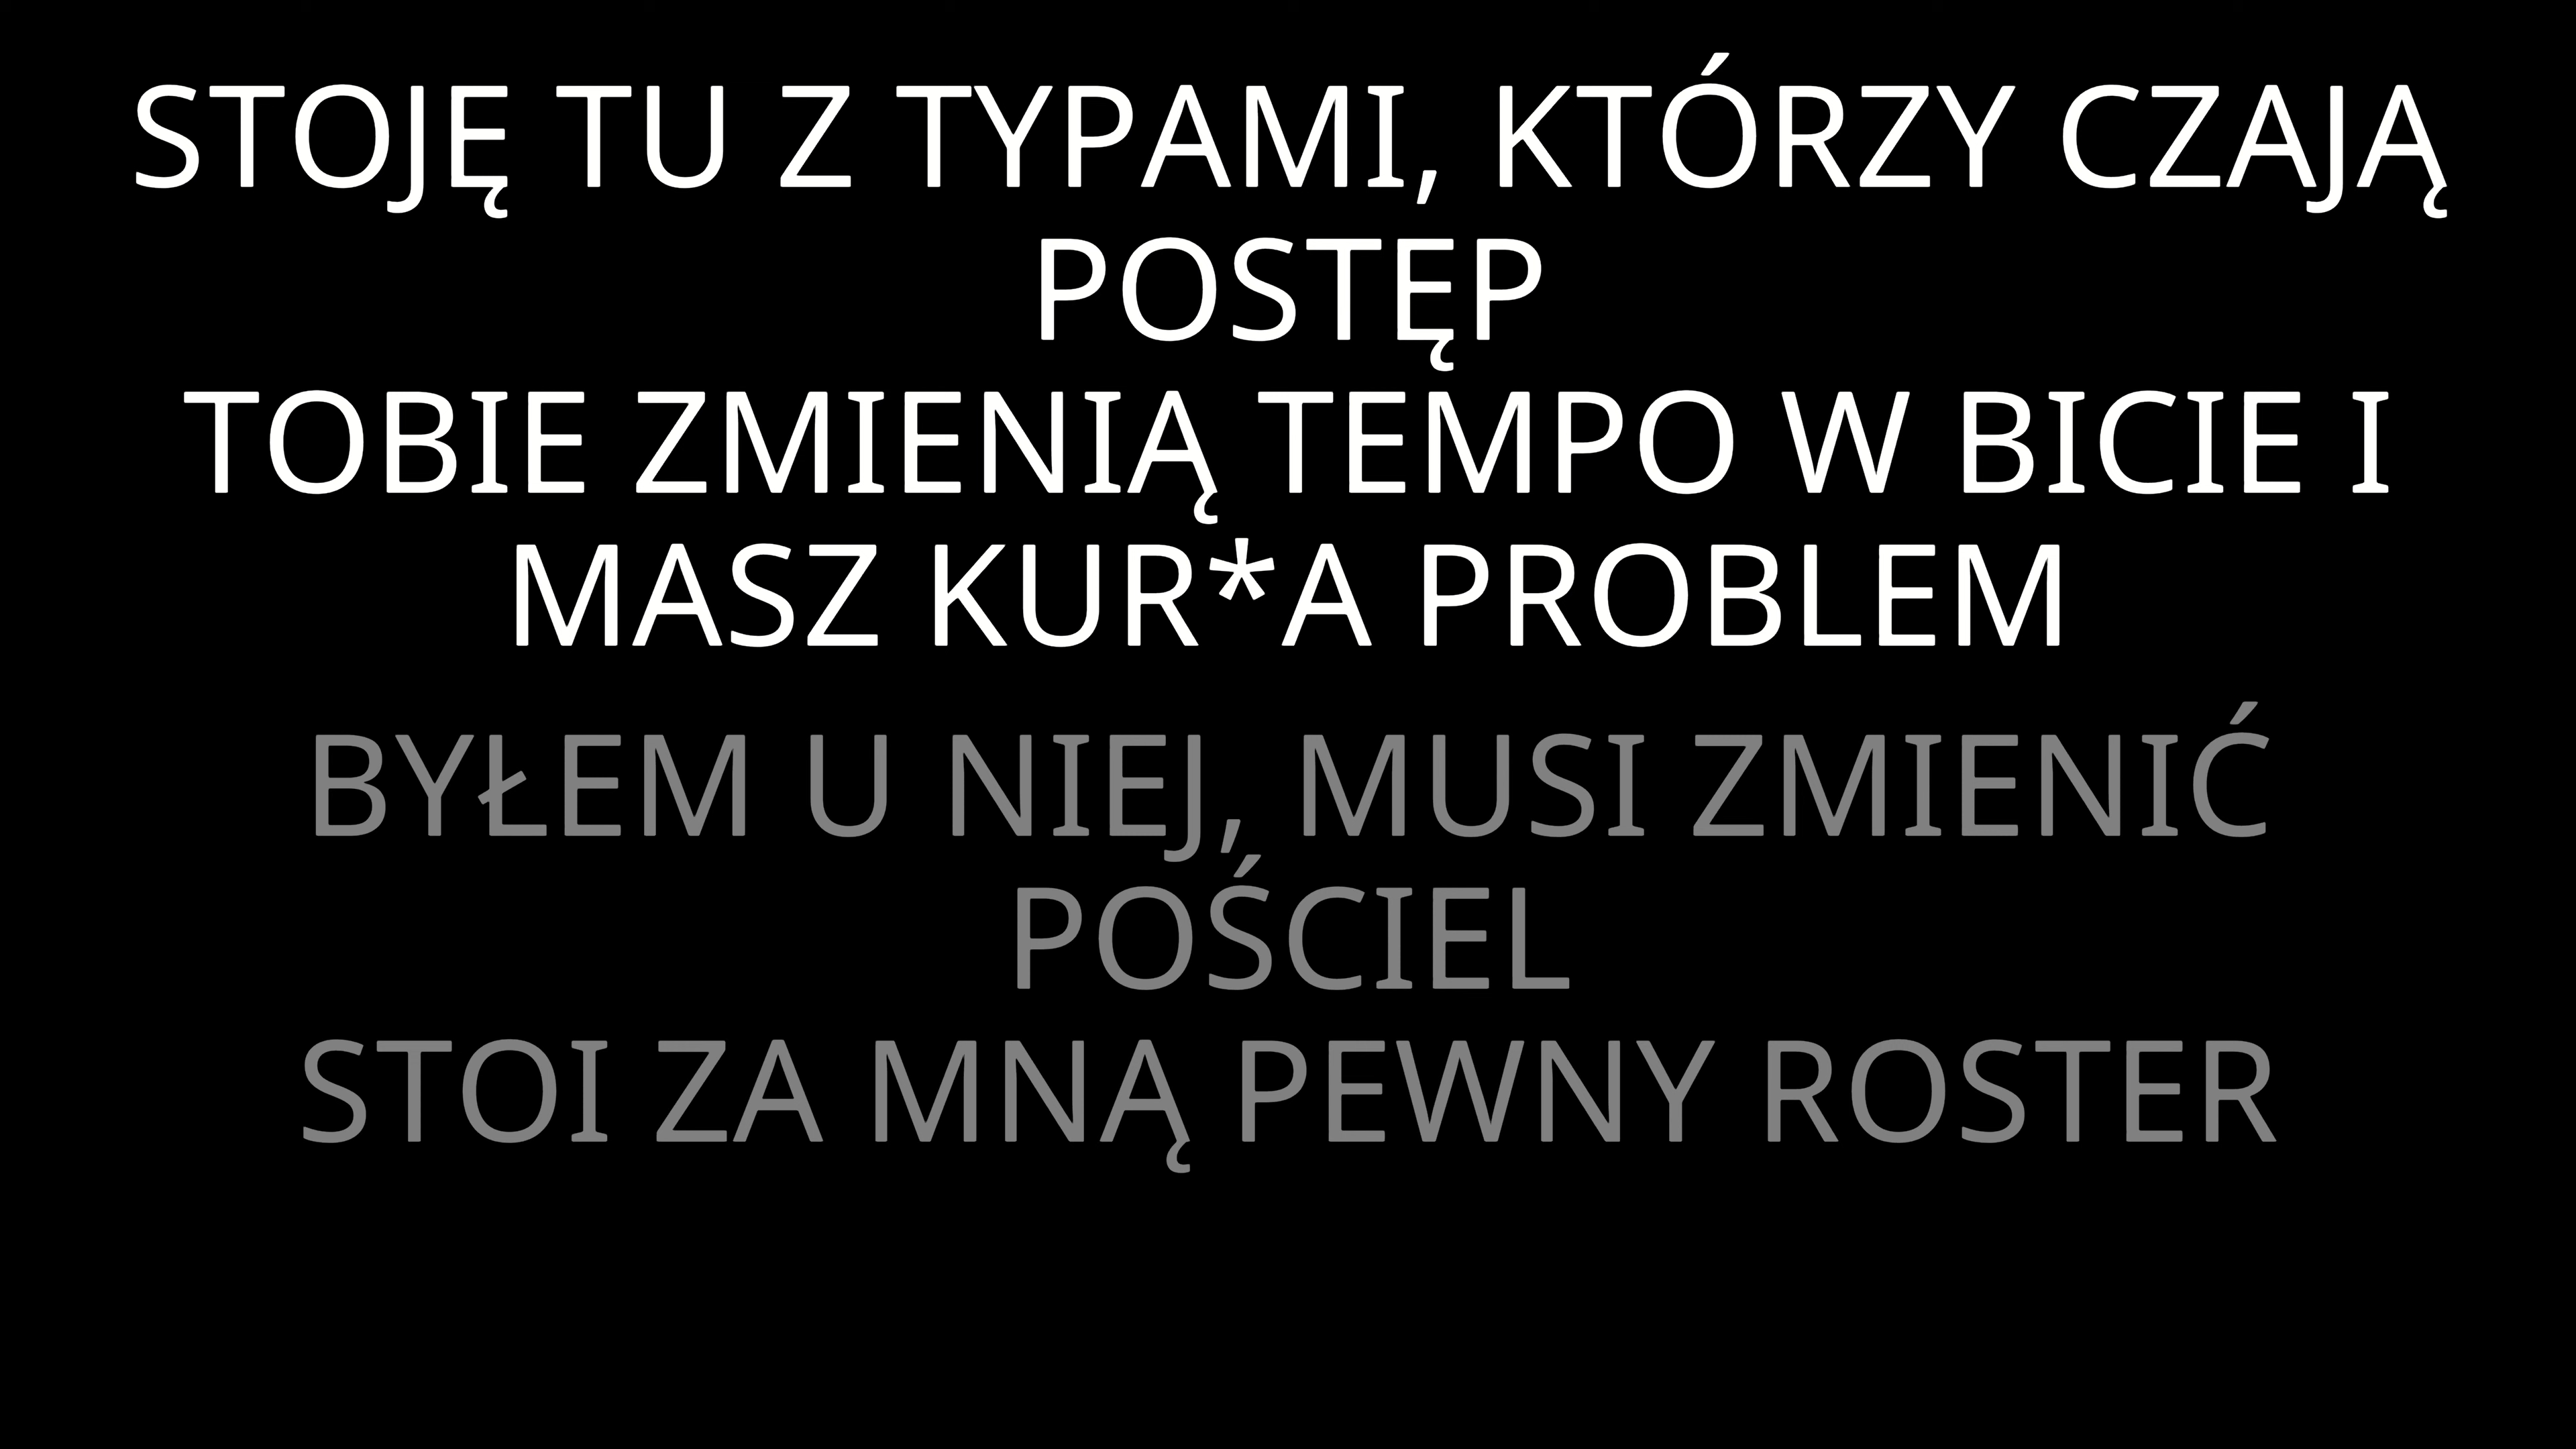 STOJĘ TU Z TYPAMI, KTÓRZY CZAJĄ
POSTĘP
TOBIE ZMIENIĄ TEMPO W BICIE I
MASZ KUR*A PROBLEM
BYŁEM U NIEJ, MUSI ZMIENIĆ
POŚCIEL
STOI ZA MNĄ PEWNY ROSTER